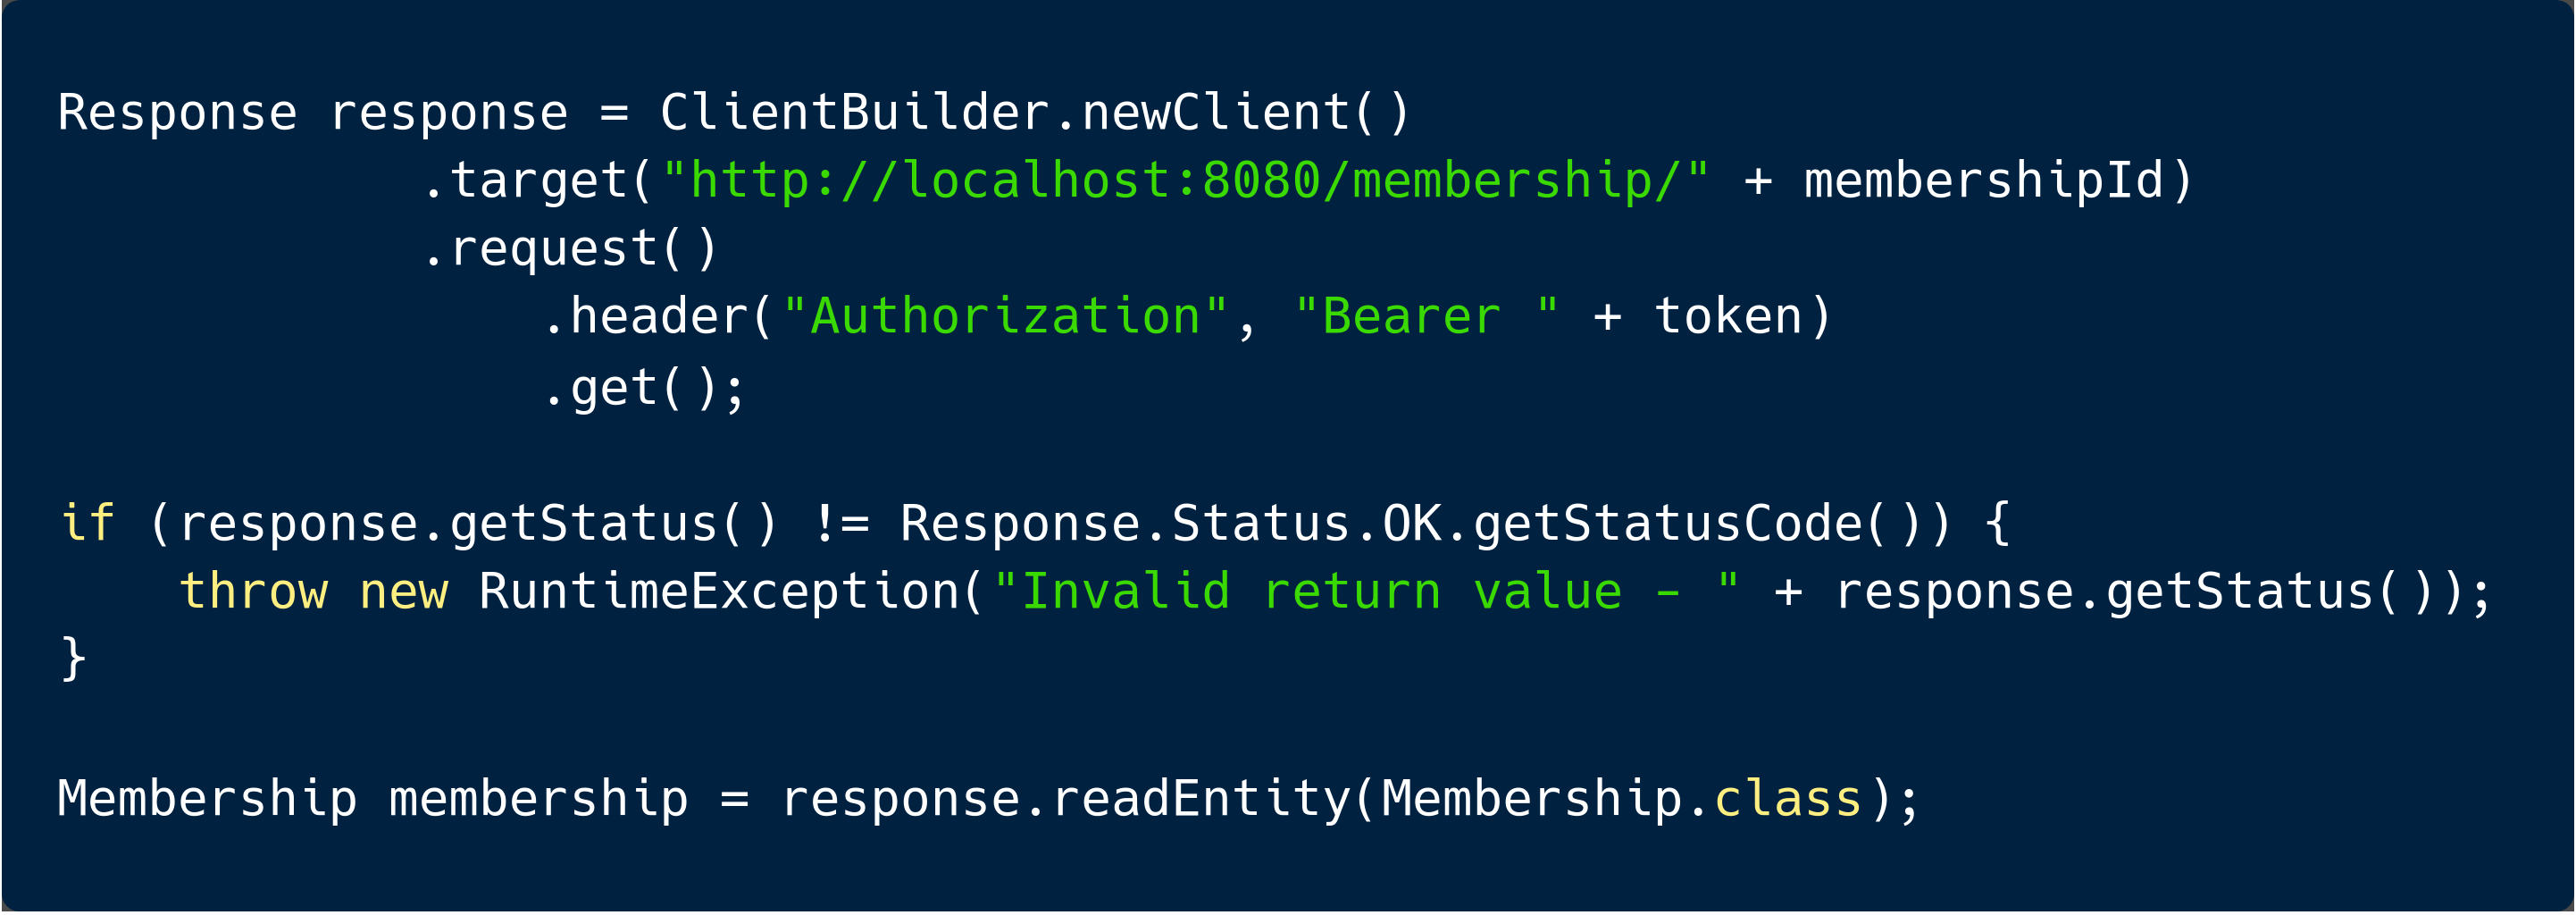 Response response = ClientBuilder.newClient()
            .target("http://localhost:8080/membership/" + membershipId)
            .request()
                .header("Authorization", "Bearer " + token)
                .get();

if (response.getStatus() != Response.Status.OK.getStatusCode()) {
    throw new RuntimeException("Invalid return value – " + response.getStatus());
}

Membership membership = response.readEntity(Membership.class);